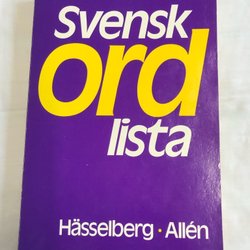 Svensk
ord
lista
Hässelberg · Allén